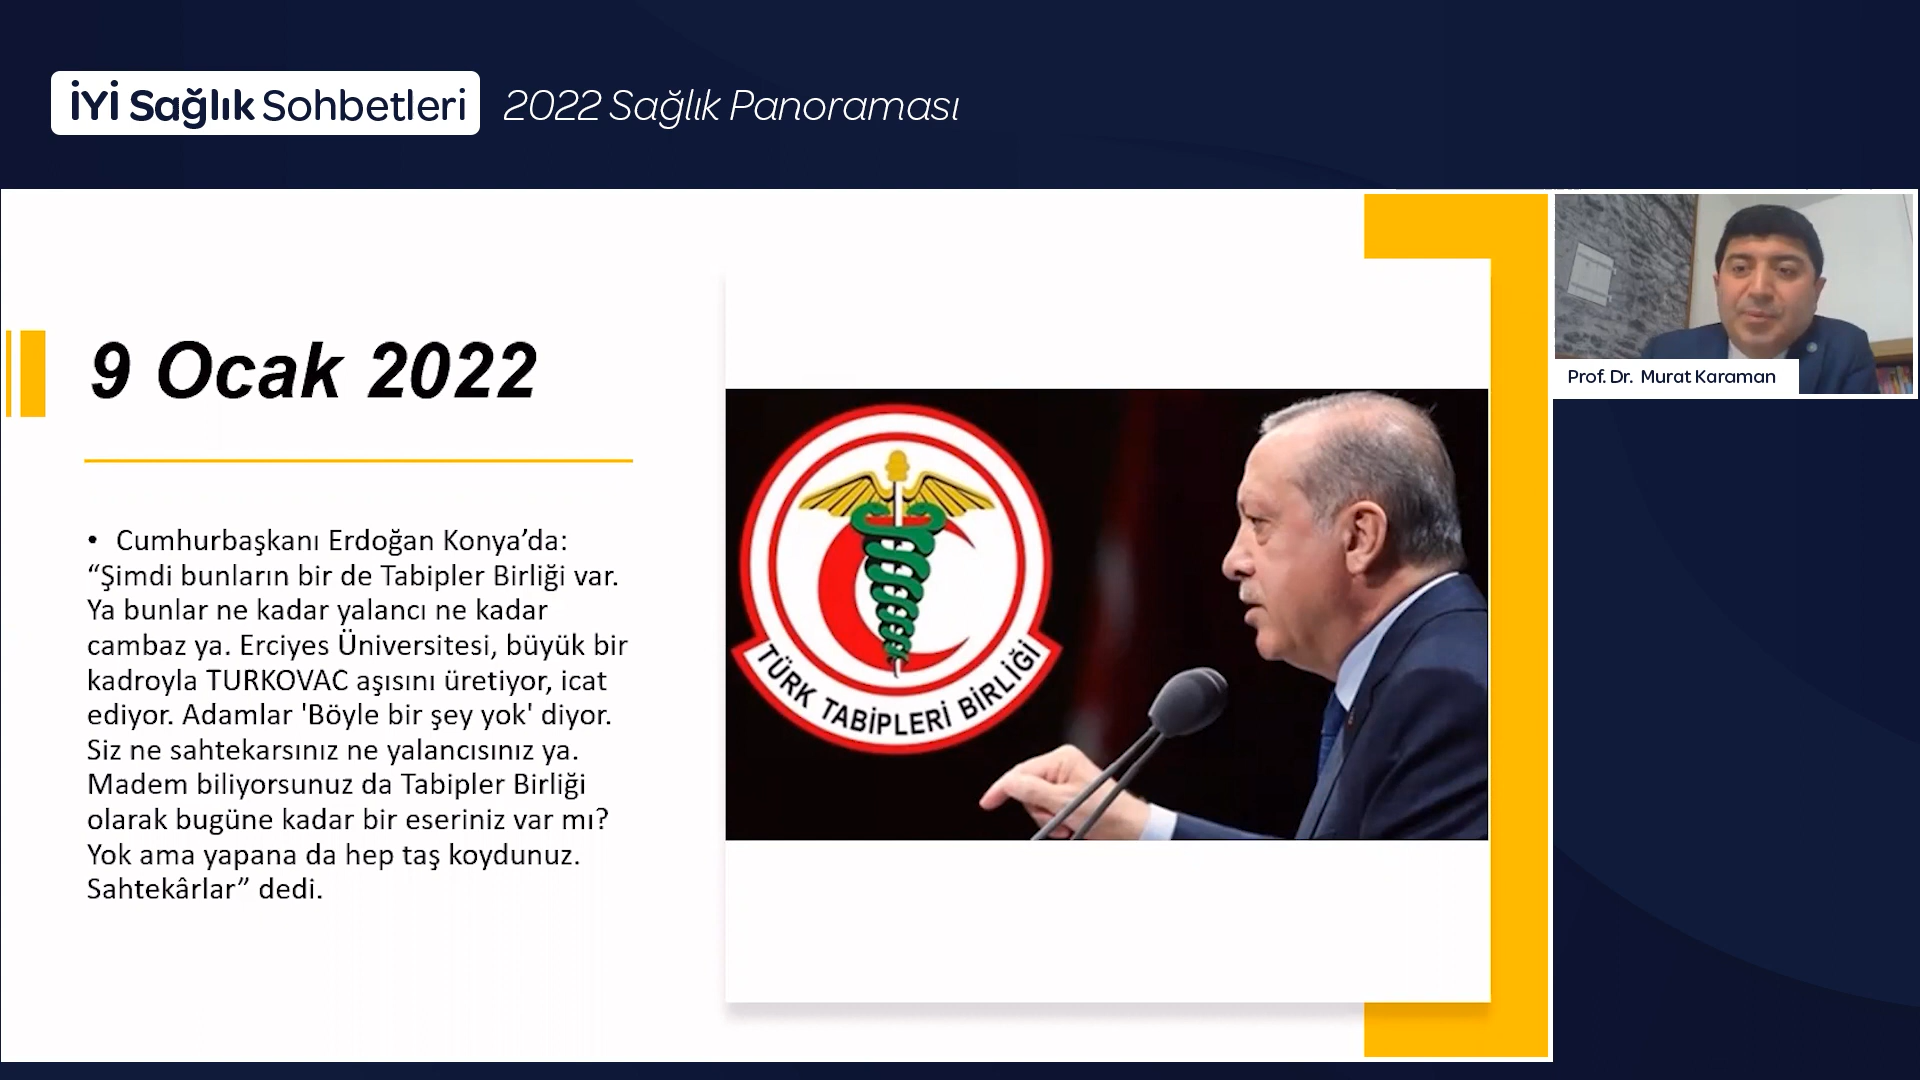 İYİ Sağlık Sohbetleri 2022 Sağlık Panoraması
9 Ocak 2022
• Cumhurbaşkanı Erdoğan Konya’da:
“Şimdi bunların bir de Tabipler Birliği var.
Ya bunlar ne kadar yalancı ne kadar
cambaz ya. Erciyes Üniversitesi, büyük bir
kadroyla TURKOVAC aşısını üretiyor, icat
ediyor. Adamlar 'Böyle bir şey yok' diyor.
Siz ne sahtekarsınız ne yalancısınız ya.
Madem biliyorsunuz da Tabipler Birliği
olarak bugüne kadar bir eseriniz var mı?
Yok ama yapana da hep taş koydunuz.
Sahtekârlar” dedi.
TÜRK TABİPLERİ BİRLİĞİ
Prof. Dr. Murat Karaman